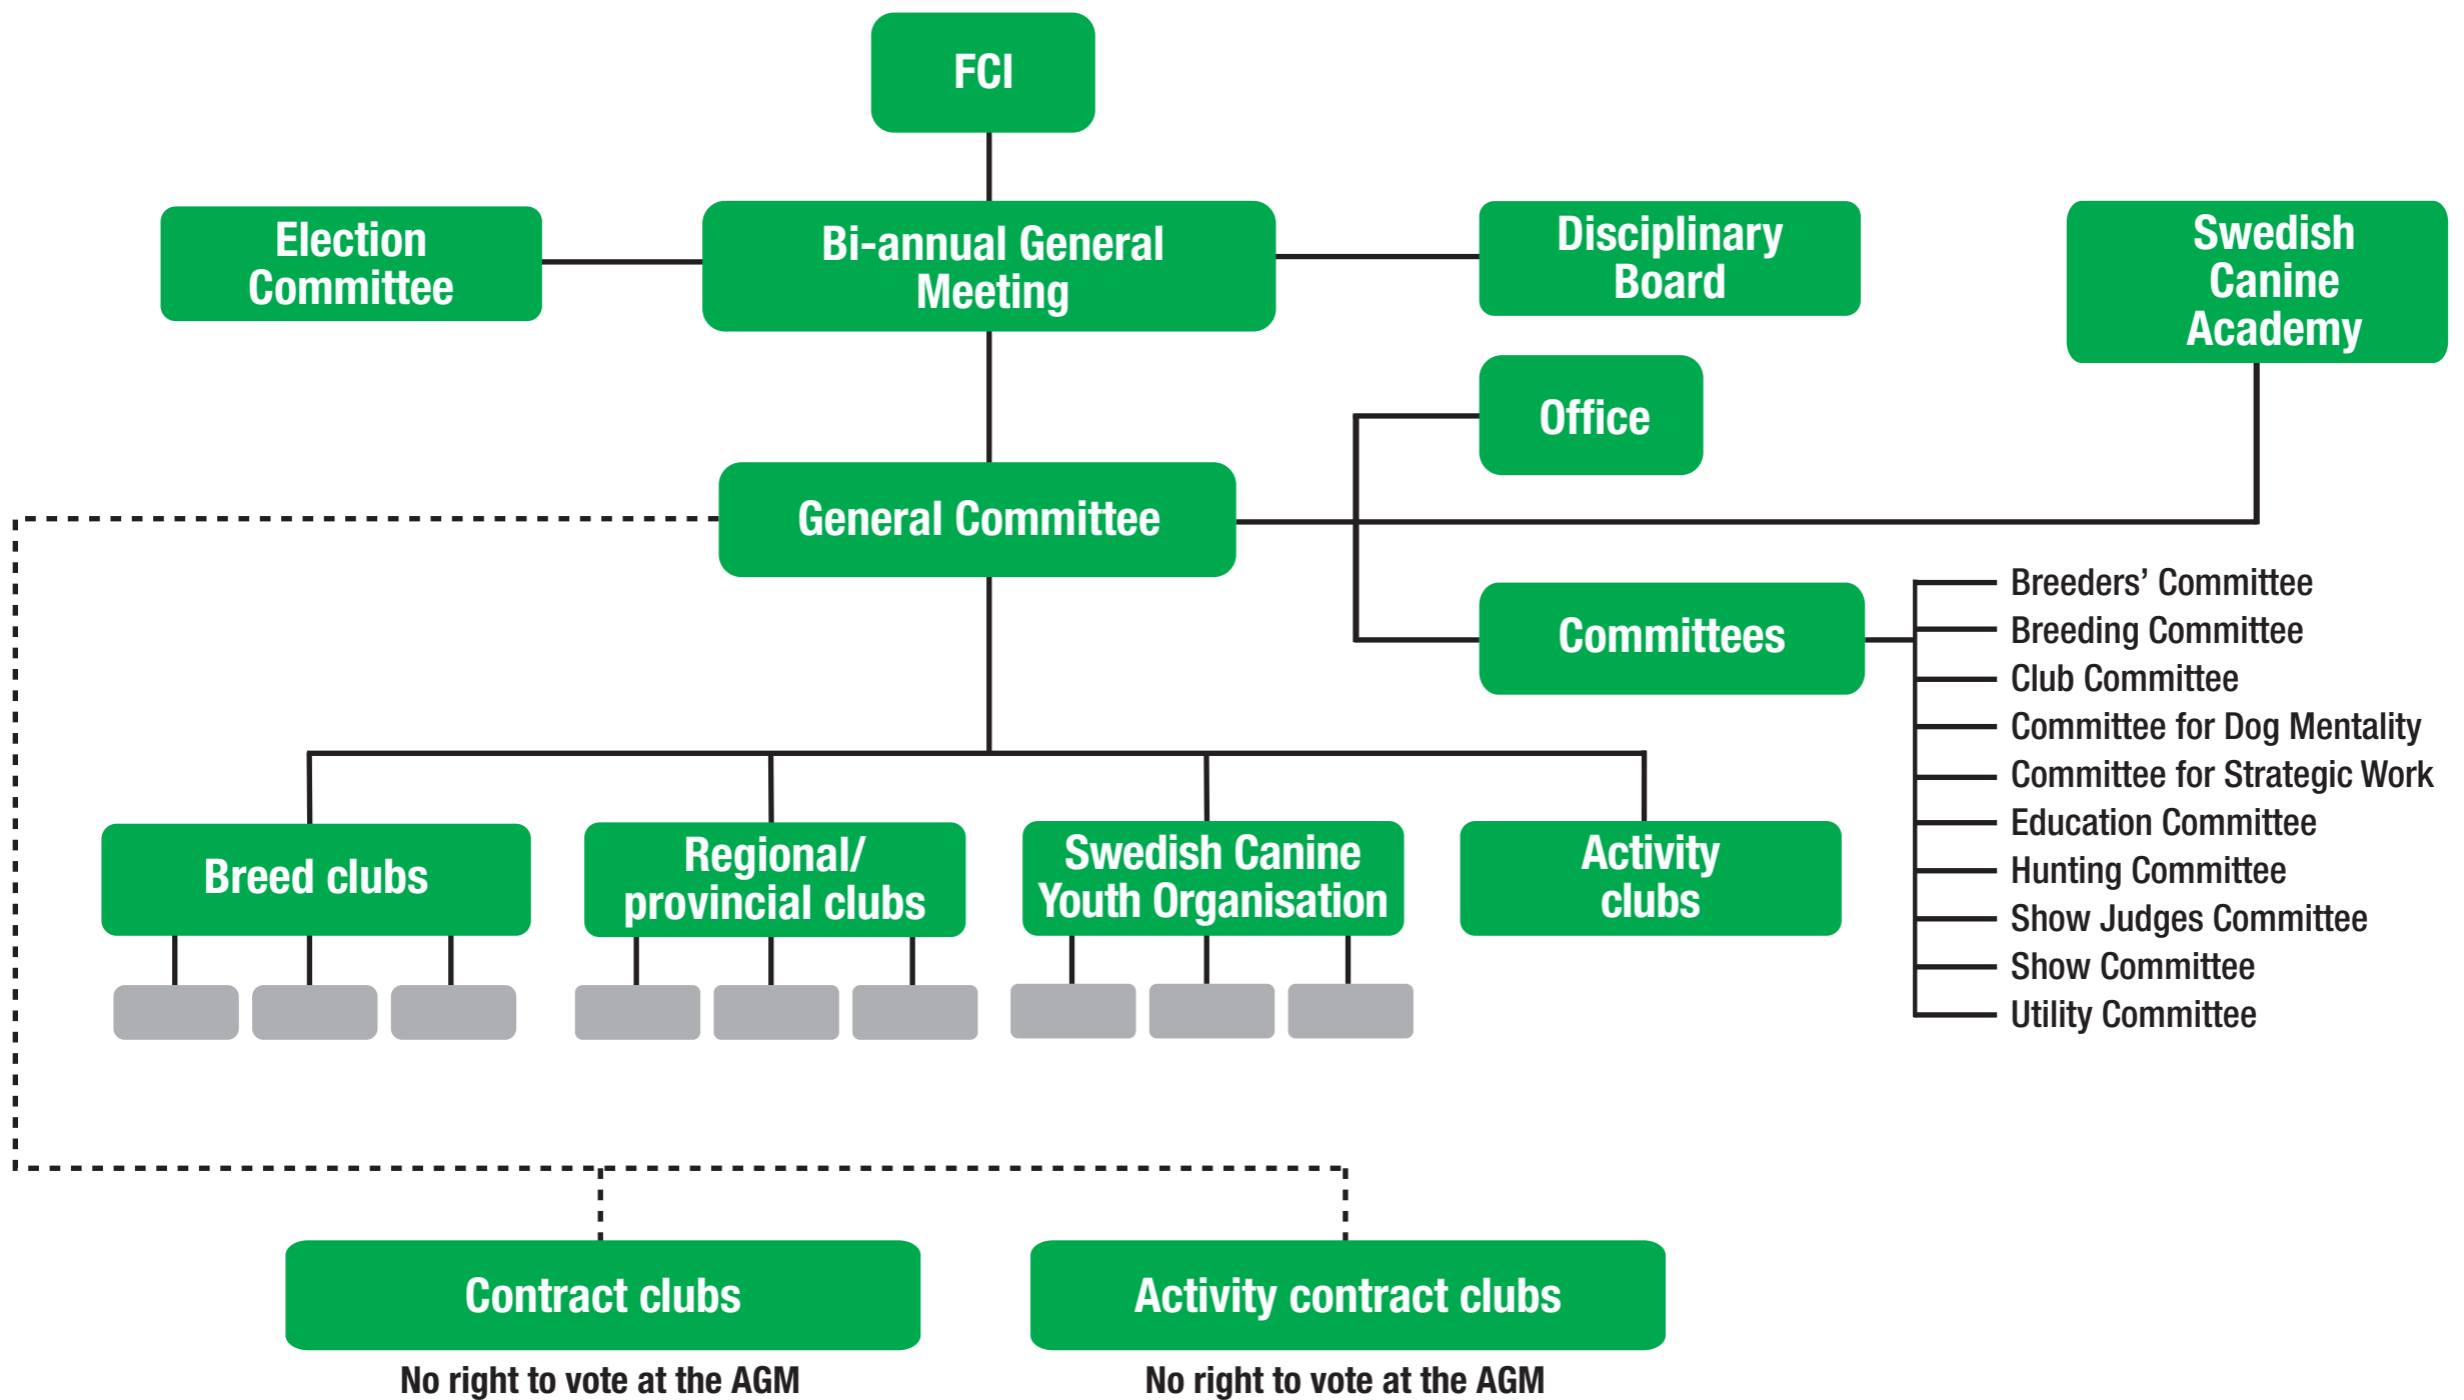 FCI
Election
Committee
Bi-annual General
Meeting
Disciplinary
Board
Swedish
Canine
Academy
Office
General Committee
Committees
Breeders’ Committee
Breeding Committee
Club Committee
Committee for Dog Mentality
Committee for Strategic Work
Education Committee
Hunting Committee
Show Judges Committee
Show Committee
Utility Committee
Breed clubs
Regional/
provincial clubs
Swedish Canine
Youth Organisation
Activity
clubs
Contract clubs
No right to vote at the AGM
Activity contract clubs
No right to vote at the AGM